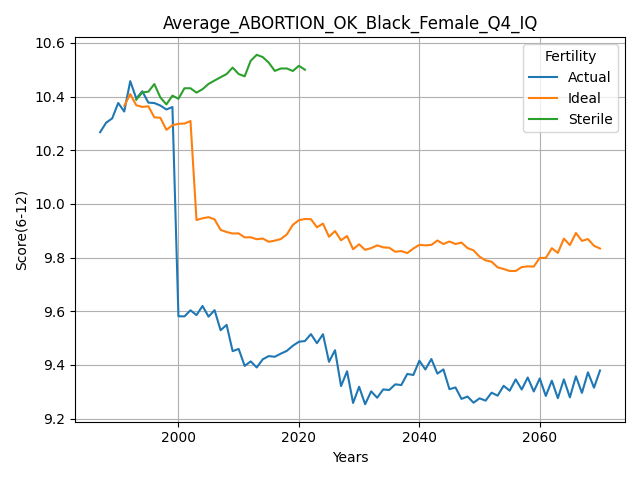 Average_ABORTION_OK_Black_Female_Q4_IQ
Fertility
Actual
Ideal
Sterile
Score(6-12)
10.6
10.4
10.2
10.0
9.8
9.6
9.4
9.2
2000
2020
2040
2060
Years